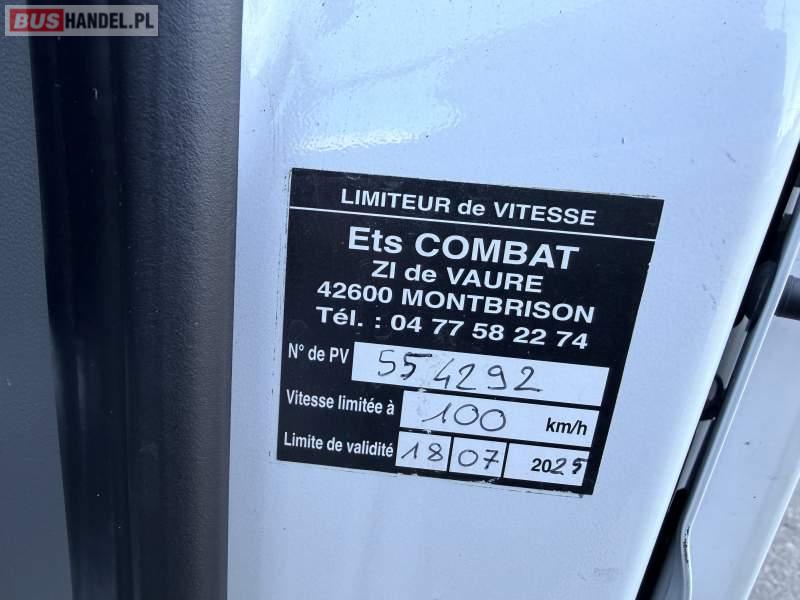 BUSHANDEL.PL
LIMITEUR de VITESSE
Ets COMBAT
ZI de VAURE
42600 MONTBRISON
Tél. : 04 77 58 22 74
N° de PV 554292
Vitesse limitée à 100 km/h
Limite de validité 18 07 2025